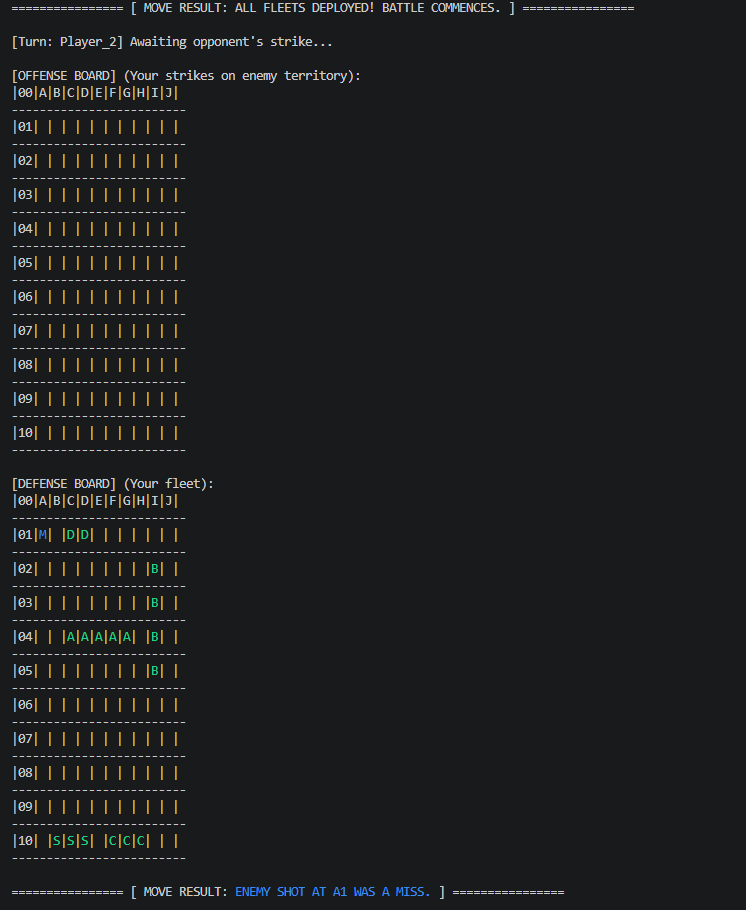 ================ [ MOVE RESULT: ALL FLEETS DEPLOYED! BATTLE COMMENCES. ] ================
[Turn: Player_2] Awaiting opponent's strike...
[OFFENSE BOARD] (Your strikes on enemy territory):
|00|A|B|C|D|E|F|G|H|I|J|
-------------------------
|01| | | | | | | | | | |
-------------------------
|02| | | | | | | | | | |
-------------------------
|03| | | | | | | | | | |
-------------------------
|04| | | | | | | | | | |
-------------------------
|05| | | | | | | | | | |
-------------------------
|06| | | | | | | | | | |
-------------------------
|07| | | | | | | | | | |
-------------------------
|08| | | | | | | | | | |
-------------------------
|09| | | | | | | | | | |
-------------------------
|10| | | | | | | | | | |
-------------------------
[DEFENSE BOARD] (Your fleet):
|00|A|B|C|D|E|F|G|H|I|J|
-------------------------
|01|M| |D|D| | | | | | |
-------------------------
|02| | | | | | | | |B| |
-------------------------
|03| | | | | | | | |B| |
-------------------------
|04| | |A|A|A|A|A| |B| |
-------------------------
|05| | | | | | | | |B| |
-------------------------
|06| | | | | | | | | | |
-------------------------
|07| | | | | | | | | | |
-------------------------
|08| | | | | | | | | | |
-------------------------
|09| | | | | | | | | | |
-------------------------
|10| |S|S|S| |C|C|C| | |
-------------------------
================ [ MOVE RESULT: ENEMY SHOT AT A1 WAS A MISS. ] ================